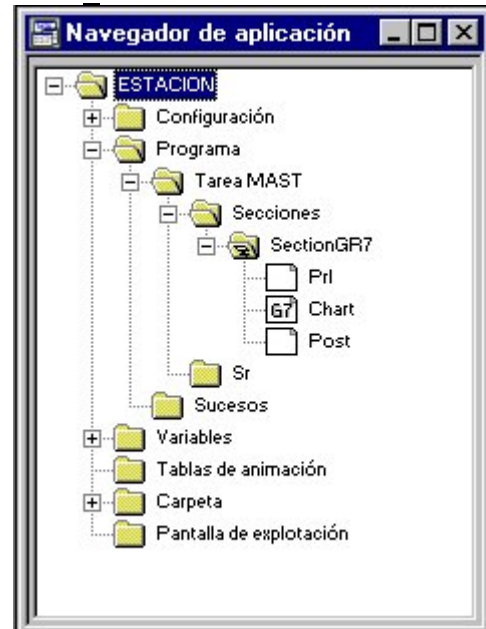 Navegador de aplicación
ESTACION
Configuración
Programa
Tarea MAST
Secciones
SectionGR7
Prl
G7 Chart
Post
Sr
Sucesos
Variables
Tablas de animación
Carpeta
Pantalla de explotación